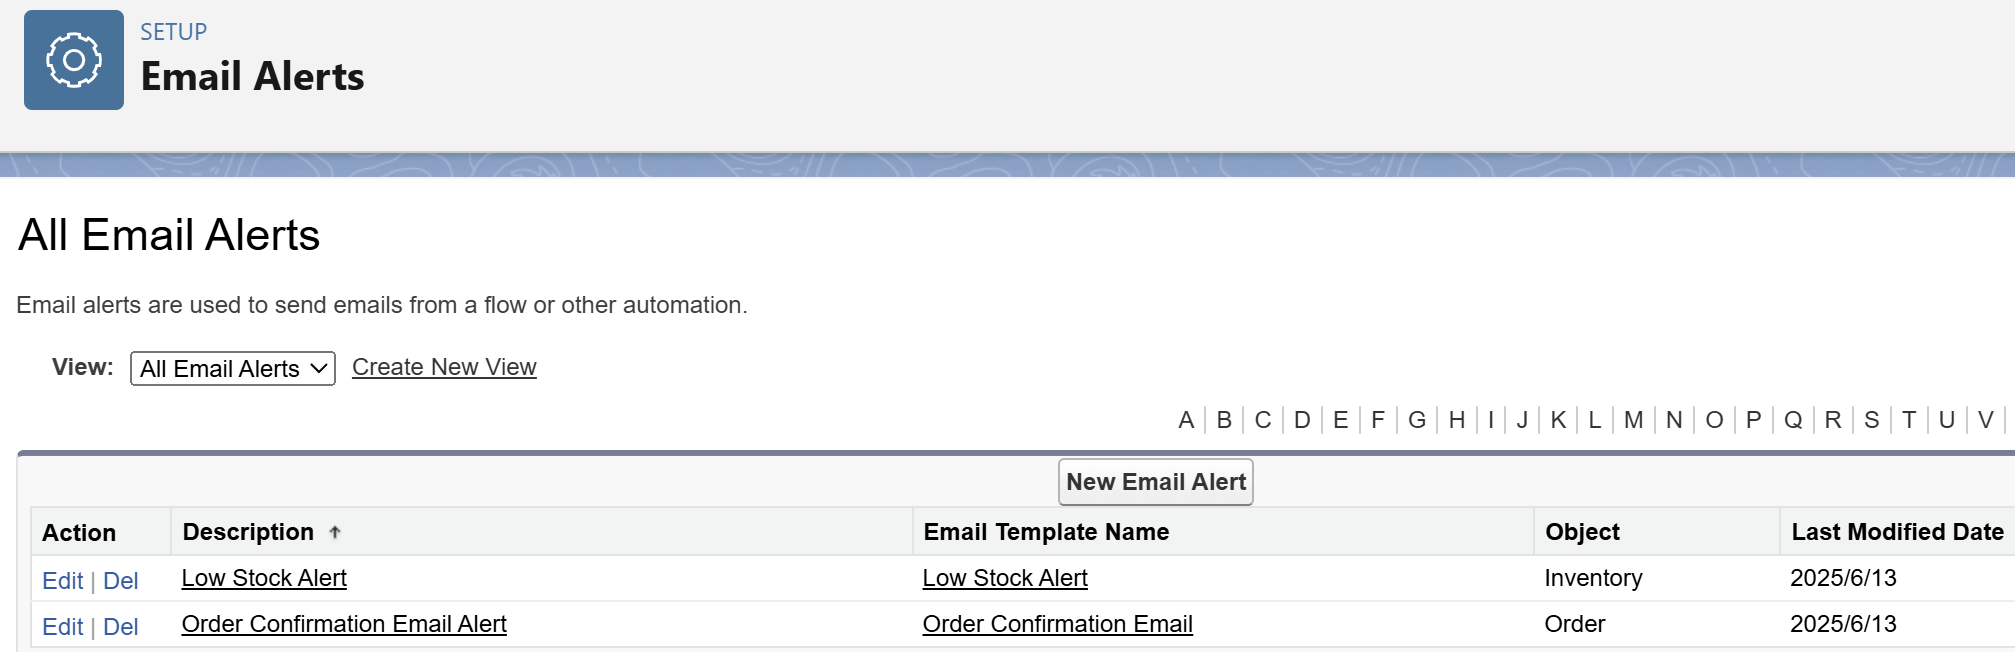 SETUP
Email Alerts
All Email Alerts
Email alerts are used to send emails from a flow or other automation.
View: All Email Alerts Create New View
A | B | C | D | E | F | G | H | I | J | K | L | M | N | O | P | Q | R | S | T | U | V |
New Email Alert
Action Description ↑ Email Template Name Object Last Modified Date
Edit | Del Low Stock Alert Low Stock Alert Inventory 2025/6/13
Edit | Del Order Confirmation Email Alert Order Confirmation Email Order 2025/6/13